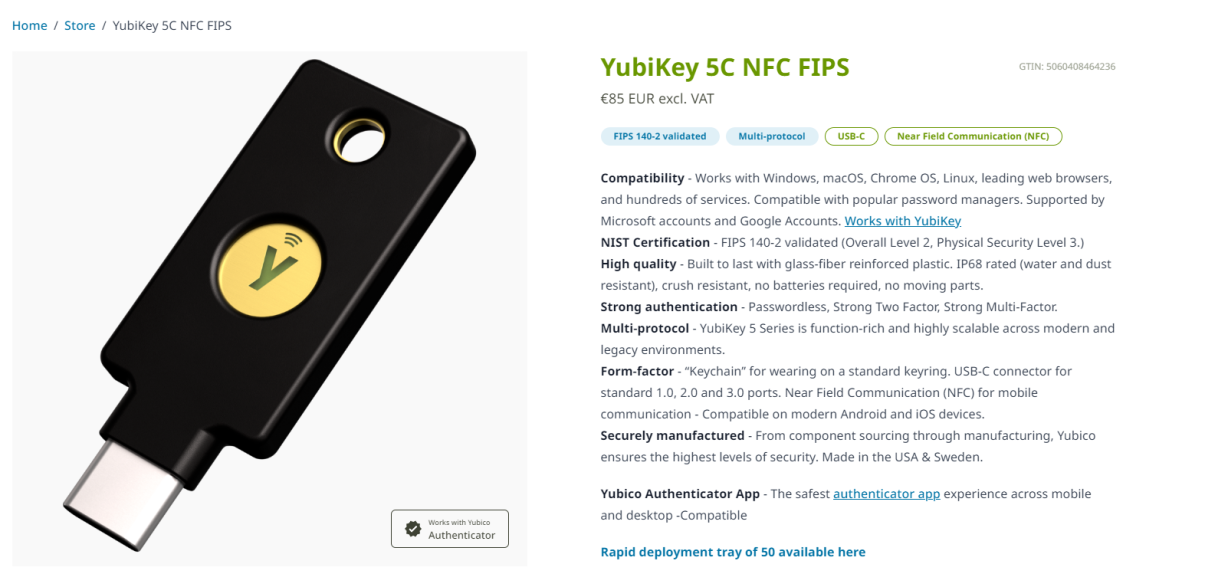 Home / Store / YubiKey 5C NFC FIPS
y
Works with Yubico
Authenticator
YubiKey 5C NFC FIPS
GTIN: 5060408464236
€85 EUR excl. VAT
FIPS 140-2 validated
Multi-protocol
USB-C
Near Field Communication (NFC)
Compatibility - Works with Windows, macOS, Chrome OS, Linux, leading web browsers,
and hundreds of services. Compatible with popular password managers. Supported by
Microsoft accounts and Google Accounts. Works with YubiKey
NIST Certification - FIPS 140-2 validated (Overall Level 2, Physical Security Level 3.)
High quality - Built to last with glass-fiber reinforced plastic. IP68 rated (water and dust
resistant), crush resistant, no batteries required, no moving parts.
Strong authentication - Passwordless, Strong Two Factor, Strong Multi-Factor.
Multi-protocol - YubiKey 5 Series is function-rich and highly scalable across modern and
legacy environments.
Form-factor - “Keychain” for wearing on a standard keyring. USB-C connector for
standard 1.0, 2.0 and 3.0 ports. Near Field Communication (NFC) for mobile
communication - Compatible on modern Android and iOS devices.
Securely manufactured - From component sourcing through manufacturing, Yubico
ensures the highest levels of security. Made in the USA & Sweden.
Yubico Authenticator App - The safest authenticator app experience across mobile
and desktop -Compatible
Rapid deployment tray of 50 available here